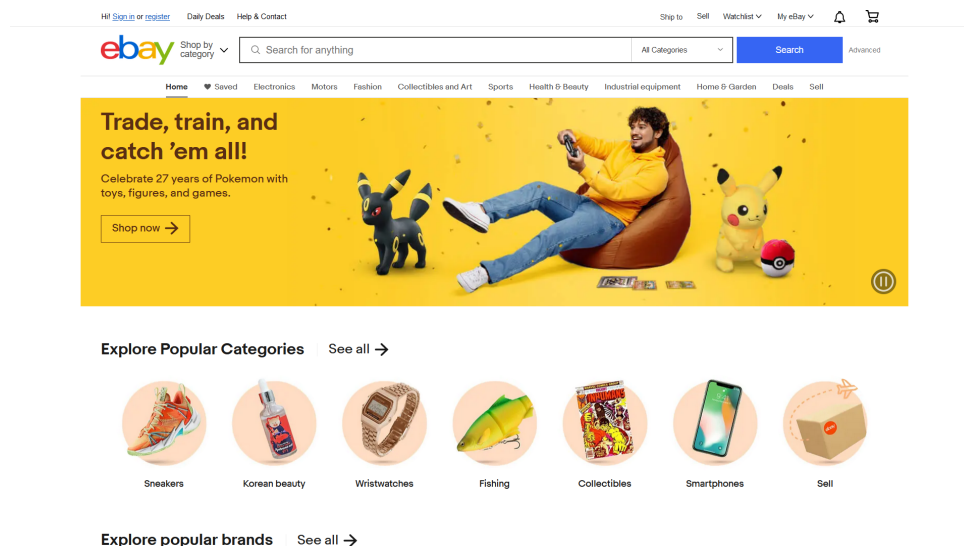 Hi! Sign in or register Daily Deals Help & Contact Ship to Sell Watchlist My eBay
ebay Shop by category Search for anything All Categories Search Advanced
Home Saved Electronics Motors Fashion Collectibles and Art Sports Health & Beauty Industrial equipment Home & Garden Deals Sell
Trade, train, and
catch ’em all!
Celebrate 27 years of Pokemon with
toys, figures, and games.
Shop now
Explore Popular Categories See all
Sneakers Korean beauty Wristwatches Fishing Collectibles Smartphones Sell
Explore popular brands See all